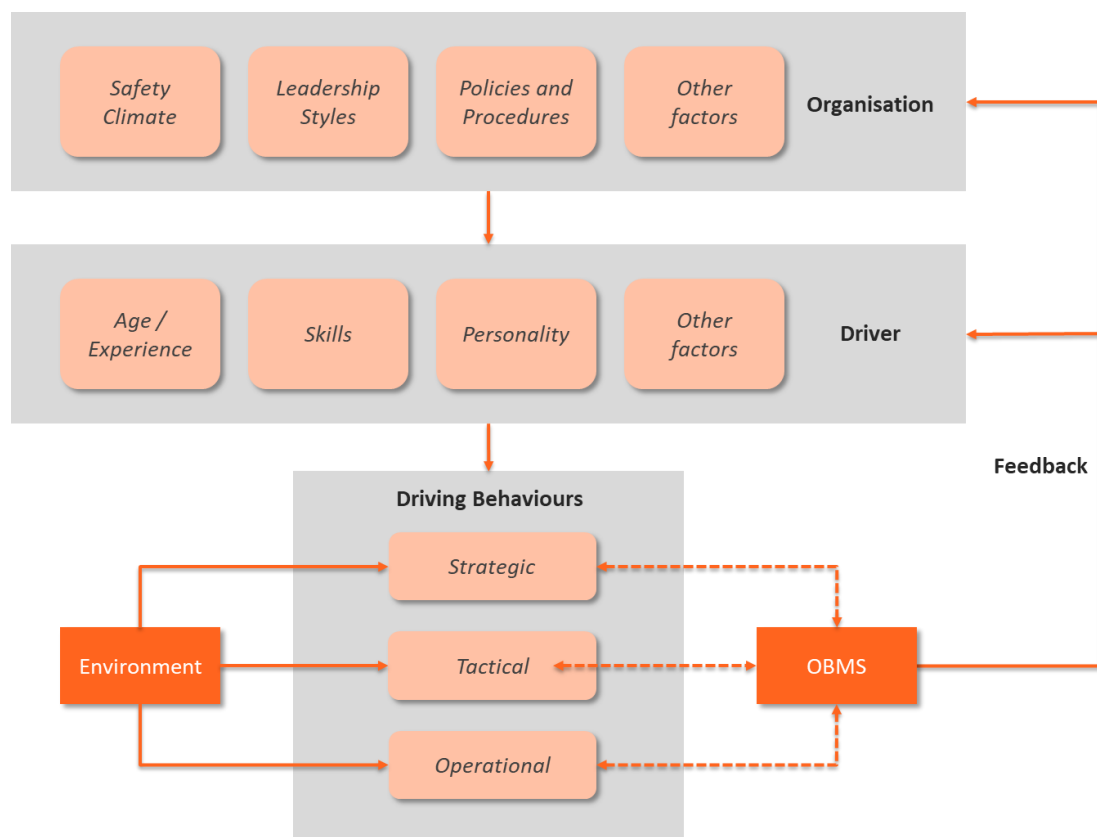 Safety
Climate
Leadership
Styles
Policies and
Procedures
Other
factors
Organisation
Age /
Experience
Skills
Personality
Other
factors
Driver
Feedback
Driving Behaviours
Strategic
Environment
Tactical
OBMS
Operational